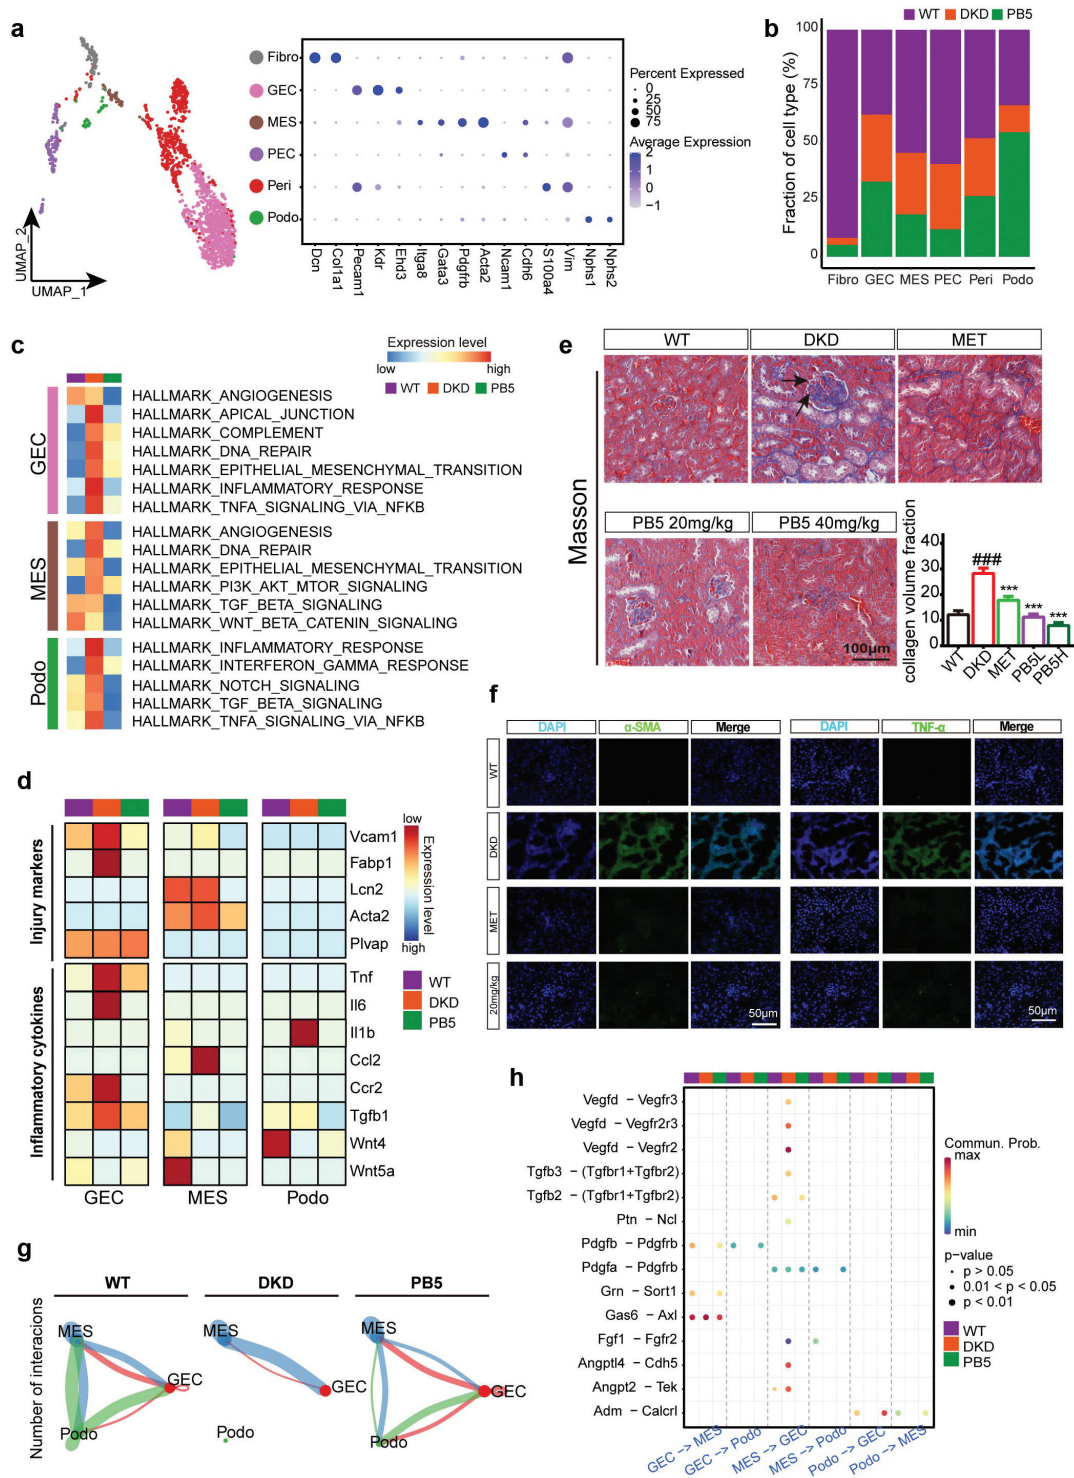 a
Fibro
GEC
MES
PEC
Peri
Podo
UMAP_2
UMAP_1
Dcn
Col1a1
Pecam1
Kdr
Ehd3
Itga8
Gata3
Pdgfrb
Acta2
Ncam1
Cdh6
S100a4
Vim
Nphs1
Nphs2
Percent Expressed
0
25
50
75
Average Expression
2
1
0
−1
b
WT DKD PB5
Fraction of cell type (%)
100
75
50
25
0
Fibro GEC MES PEC Peri Podo
c
Expression level
low high
WT DKD PB5
GEC
HALLMARK_ANGIOGENESIS
HALLMARK_APICAL_JUNCTION
HALLMARK_COMPLEMENT
HALLMARK_DNA_REPAIR
HALLMARK_EPITHELIAL_MESENCHYMAL_TRANSITION
HALLMARK_INFLAMMATORY_RESPONSE
HALLMARK_TNFA_SIGNALING_VIA_NFKB
MES
HALLMARK_ANGIOGENESIS
HALLMARK_DNA_REPAIR
HALLMARK_EPITHELIAL_MESENCHYMAL_TRANSITION
HALLMARK_PI3K_AKT_MTOR_SIGNALING
HALLMARK_TGF_BETA_SIGNALING
HALLMARK_WNT_BETA_CATENIN_SIGNALING
Podo
HALLMARK_INFLAMMATORY_RESPONSE
HALLMARK_INTERFERON_GAMMA_RESPONSE
HALLMARK_NOTCH_SIGNALING
HALLMARK_TGF_BETA_SIGNALING
HALLMARK_TNFA_SIGNALING_VIA_NFKB
d
Injury markers
Vcam1
Fabp1
Lcn2
Acta2
Plvap
Inflammatory cytokines
Tnf
Il6
Il1b
Ccl2
Ccr2
Tgfb1
Wnt4
Wnt5a
GEC MES Podo
low
Expression level
high
WT
DKD
PB5
e
Masson
WT DKD MET
PB5 20mg/kg PB5 40mg/kg
100μm
collagen volume fraction
40
30
20
10
0
###
***
***
***
WT
DKD
MET
PB5L
PB5H
f
DAPI α-SMA Merge DAPI TNF-α Merge
WT
DKD
MET
20mg/kg
50μm 50μm
g
Number of interacions
WT DKD PB5
MES
GEC
Podo
MES
GEC
Podo
MES
GEC
Podo
h
Vegfd − Vegfr3
Vegfd − Vegfr2r3
Vegfd − Vegfr2
Tgfb3 − (Tgfbr1+Tgfbr2)
Tgfb2 − (Tgfbr1+Tgfbr2)
Ptn − Ncl
Pdgfb − Pdgfrb
Pdgfa − Pdgfrb
Grn − Sort1
Gas6 − Axl
Fgf1 − Fgfr2
Angptl4 − Cdh5
Angpt2 − Tek
Adm − Calcrl
GEC -> MES
GEC -> Podo
MES -> GEC
MES -> Podo
Podo -> GEC
Podo -> MES
Commun. Prob.
max
min
p−value
p > 0.05
0.01 < p < 0.05
p < 0.01
WT
DKD
PB5